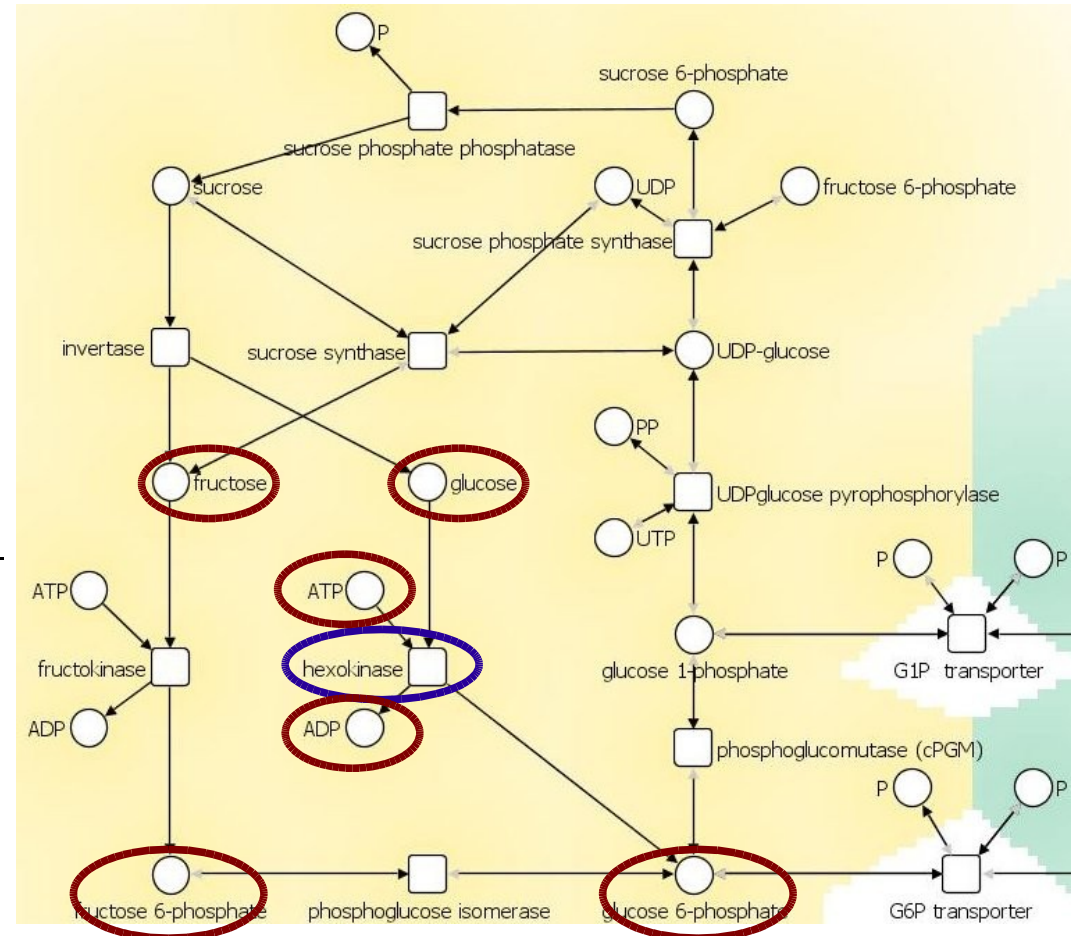 P
sucrose 6-phosphate
sucrose phosphate phosphatase
sucrose
UDP
fructose 6-phosphate
sucrose phosphate synthase
invertase
sucrose synthase
UDP-glucose
PP
fructose
glucose
UDPglucose pyrophosphorylase
UTP
P
P
ATP
ATP
fructokinase
hexokinase
glucose 1-phosphate
G1P transporter
ADP
ADP
phosphoglucomutase (cPGM)
P
P
fructose 6-phosphate
phosphoglucose isomerase
glucose 6-phosphate
G6P transporter